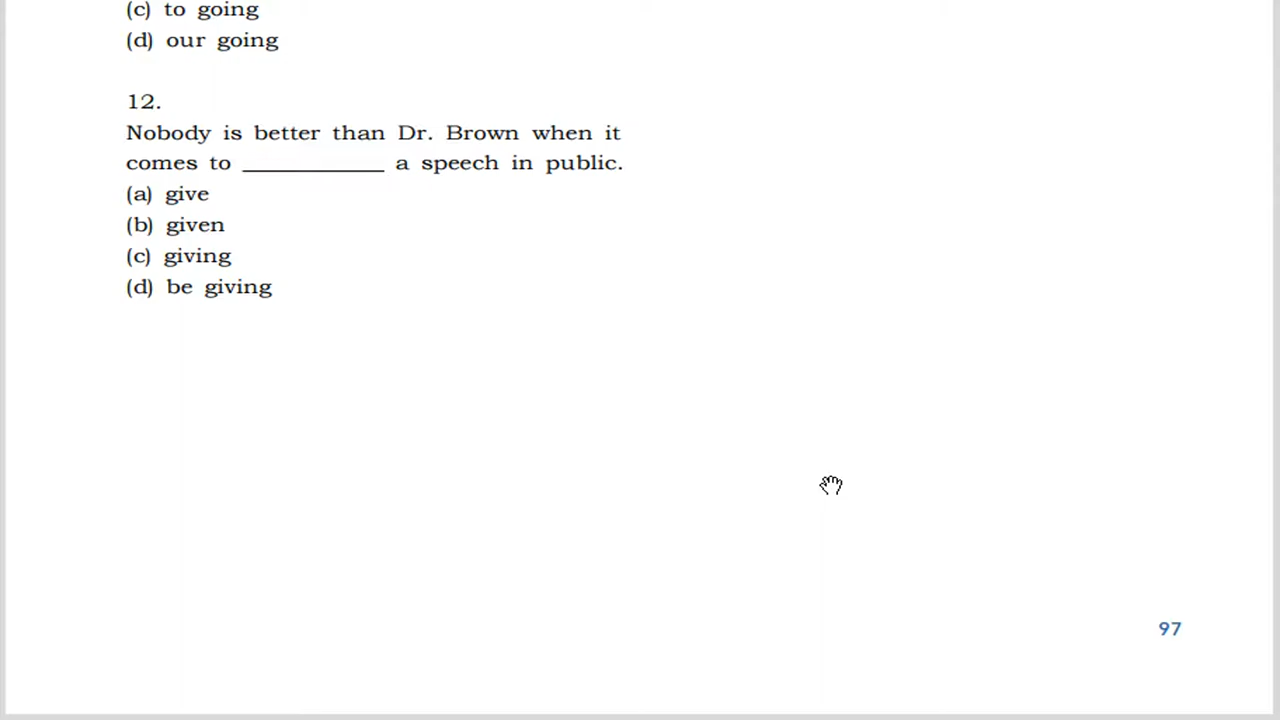 (c) to going
(d) our going
12.
Nobody is better than Dr. Brown when it
comes to ____________ a speech in public.
(a) give
(b) given
(c) giving
(d) be giving
97